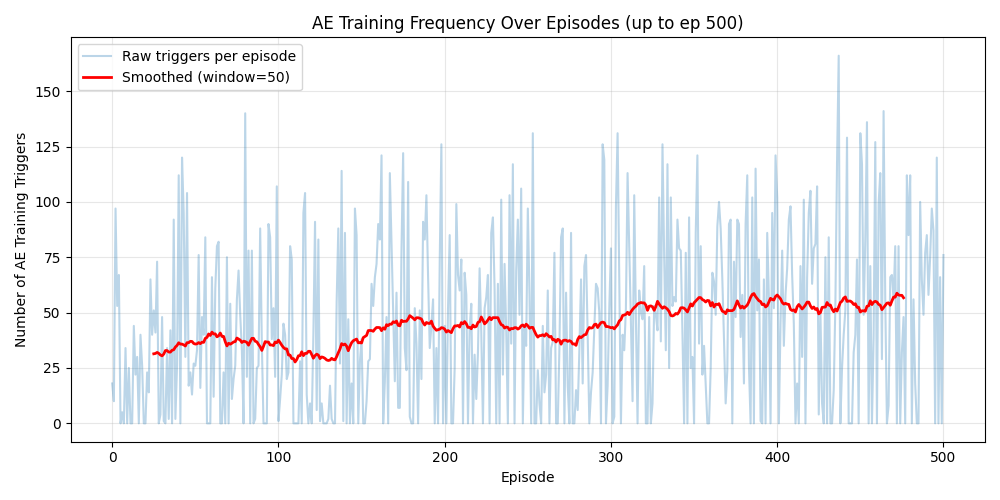 AE Training Frequency Over Episodes (up to ep 500)
Raw triggers per episode
Smoothed (window=50)
Number of AE Training Triggers
150
125
100
75
50
25
0
0 100 200 300 400 500
Episode